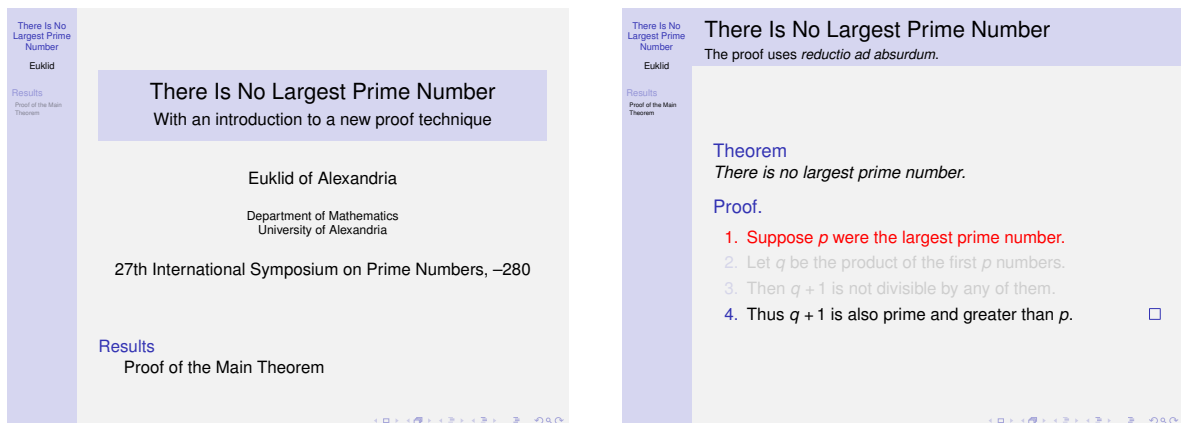 There Is No
Largest Prime
Number
Euklid
Results
Proof of the Main
Theorem
There Is No Largest Prime Number
With an introduction to a new proof technique
Euklid of Alexandria
Department of Mathematics
University of Alexandria
27th International Symposium on Prime Numbers, –280
Results
Proof of the Main Theorem
There Is No
Largest Prime
Number
Euklid
Results
Proof of the Main
Theorem
There Is No Largest Prime Number
The proof uses reductio ad absurdum.
Theorem
There is no largest prime number.
Proof.
1. Suppose p were the largest prime number.
2. Let q be the product of the first p numbers.
3. Then q + 1 is not divisible by any of them.
4. Thus q + 1 is also prime and greater than p. □